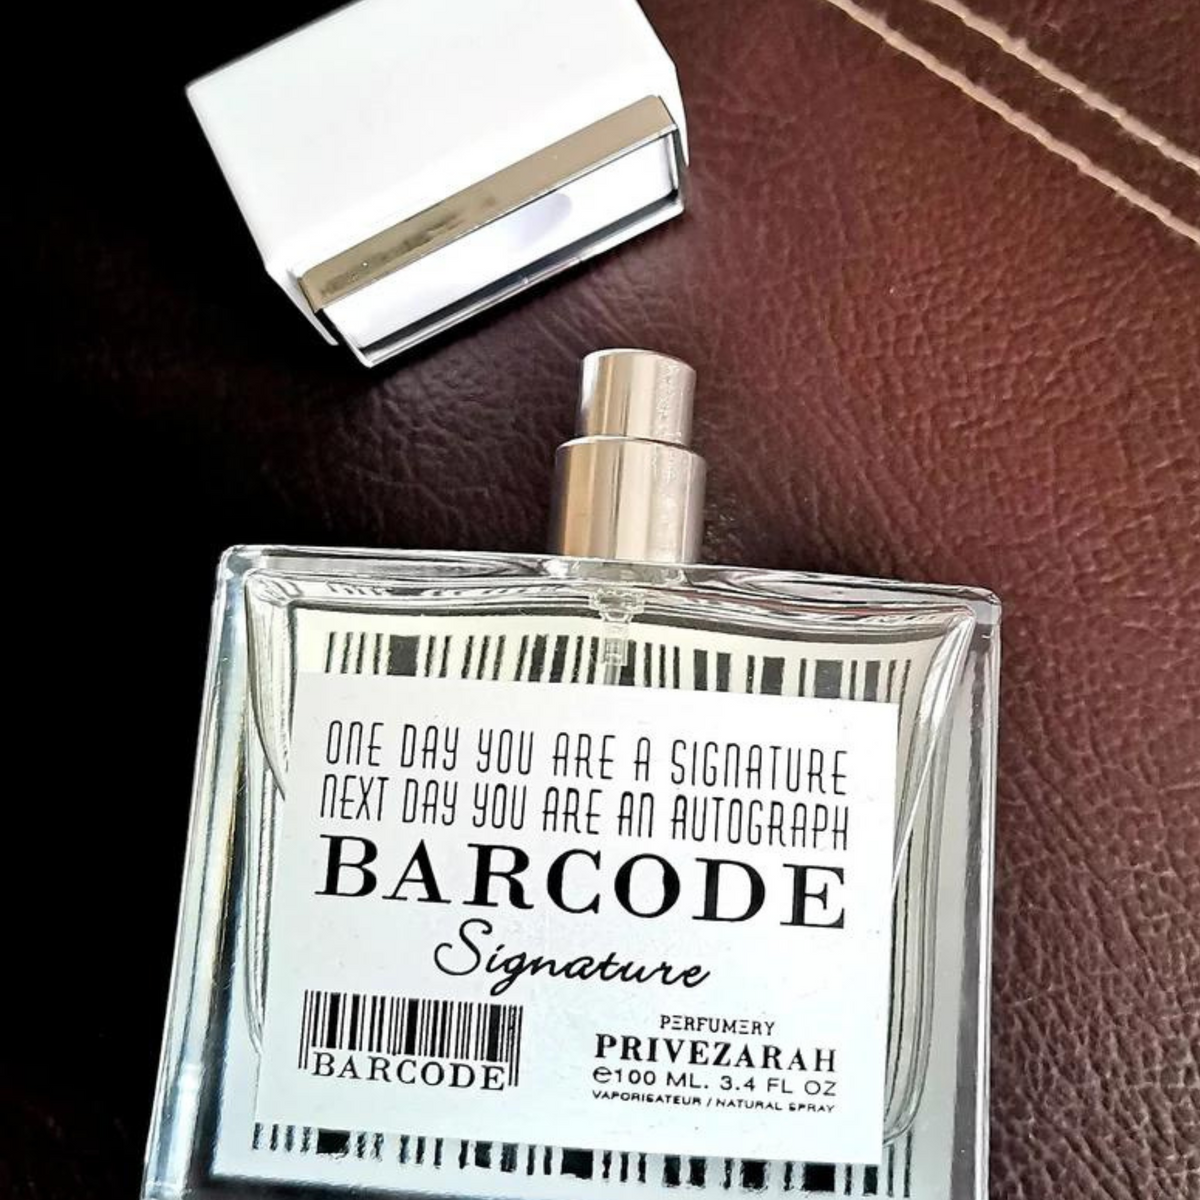 ONE DAY YOU ARE A SIGNATURE
NEXT DAY YOU ARE AN AUTOGRAPH
BARCODE
Signature
BARCODE
PERFUMERY
PRIVEZARAH
e100 ML. 3.4 FL OZ
VAPORISATEUR / NATURAL SPRAY